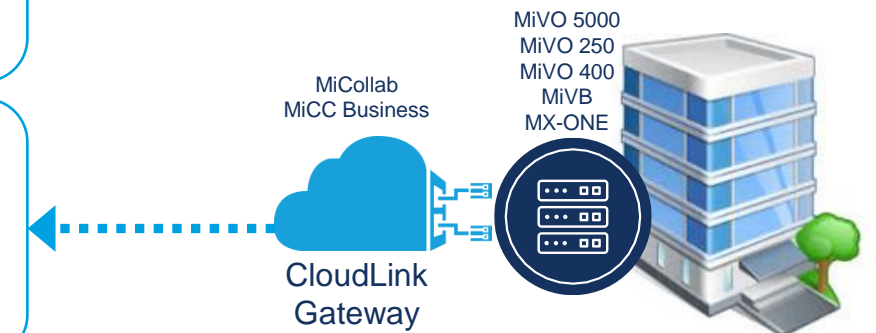 MiVO 5000
MiVO 250
MiVO 400
MiVB
MX-ONE
MiCollab
MiCC Business
CloudLink
Gateway